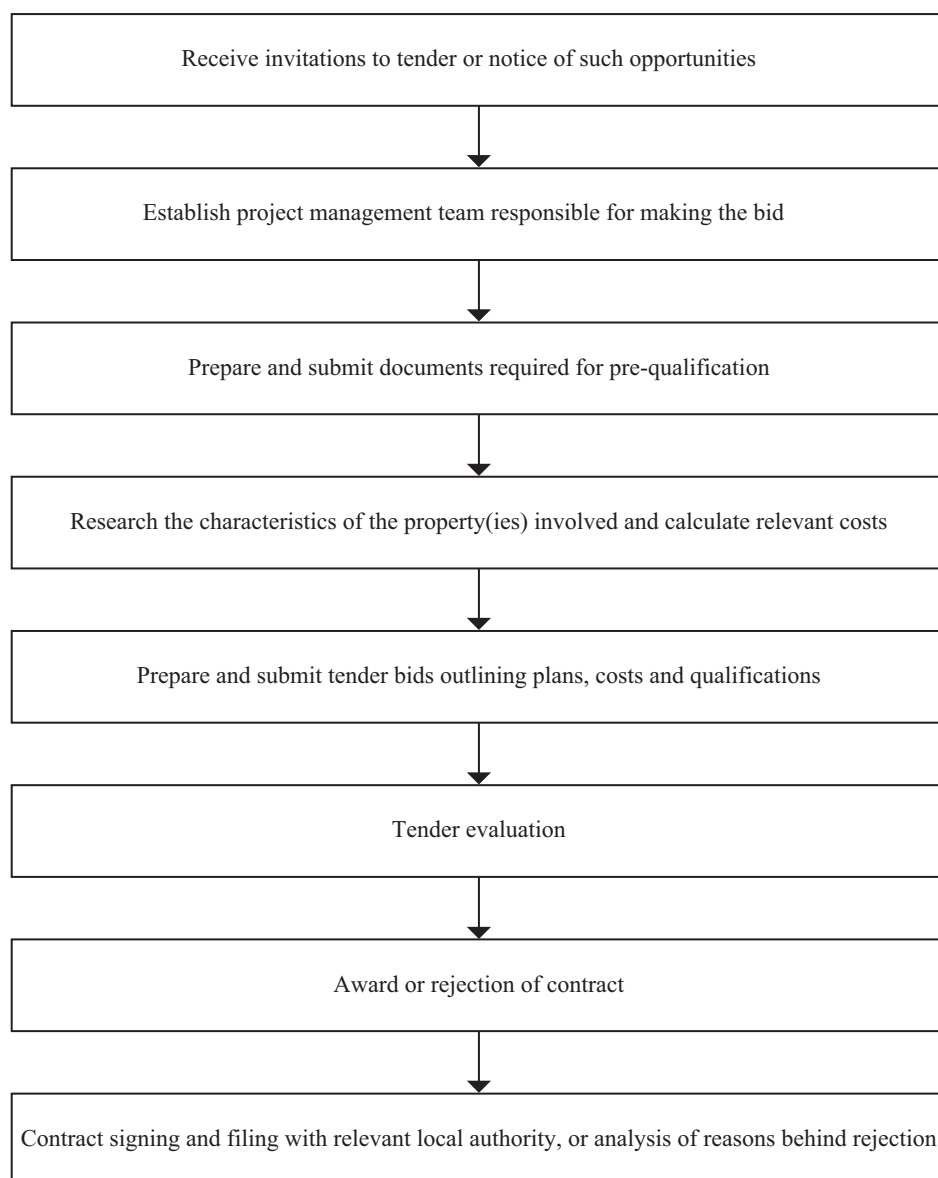 Receive invitations to tender or notice of such opportunities
Establish project management team responsible for making the bid
Prepare and submit documents required for pre-qualification
Research the characteristics of the property(ies) involved and calculate relevant costs
Prepare and submit tender bids outlining plans, costs and qualifications
Tender evaluation
Award or rejection of contract
Contract signing and filing with relevant local authority, or analysis of reasons behind rejection